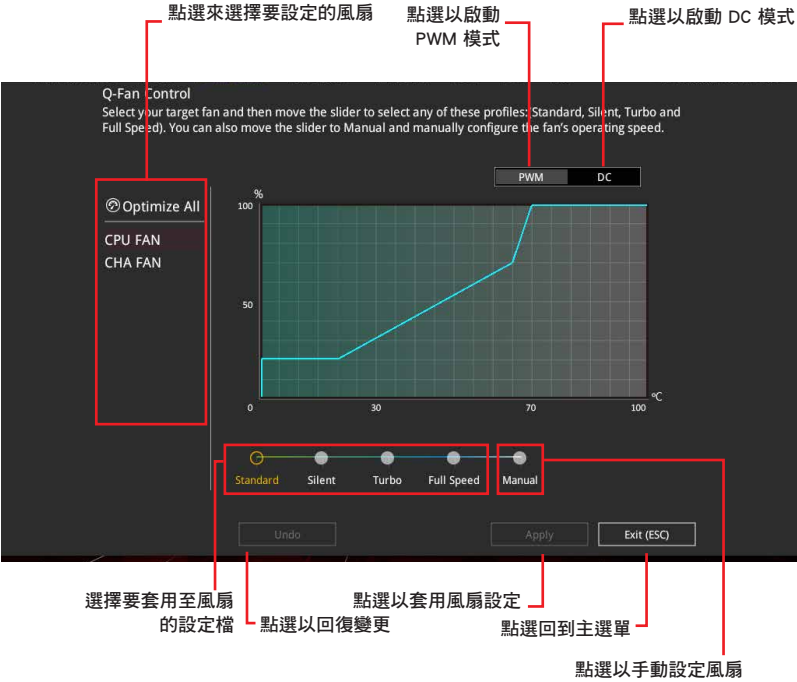 點選來選擇要設定的風扇
點選以啟動
PWM 模式
點選以啟動 DC 模式
Q-Fan Control
Select your target fan and then move the slider to select any of these profiles:(Standard, Silent, Turbo and
Full Speed). You can also move the slider to Manual and manually configure the fan's operating speed.
PWM
DC
Optimize All
CPU FAN
CHA FAN
%
100
50
0
30
70
100
ºC
Standard
Silent
Turbo
Full Speed
Manual
Undo
Apply
Exit (ESC)
選擇要套用至風扇
的設定檔
點選以回復變更
點選以套用風扇設定
點選回到主選單
點選以手動設定風扇